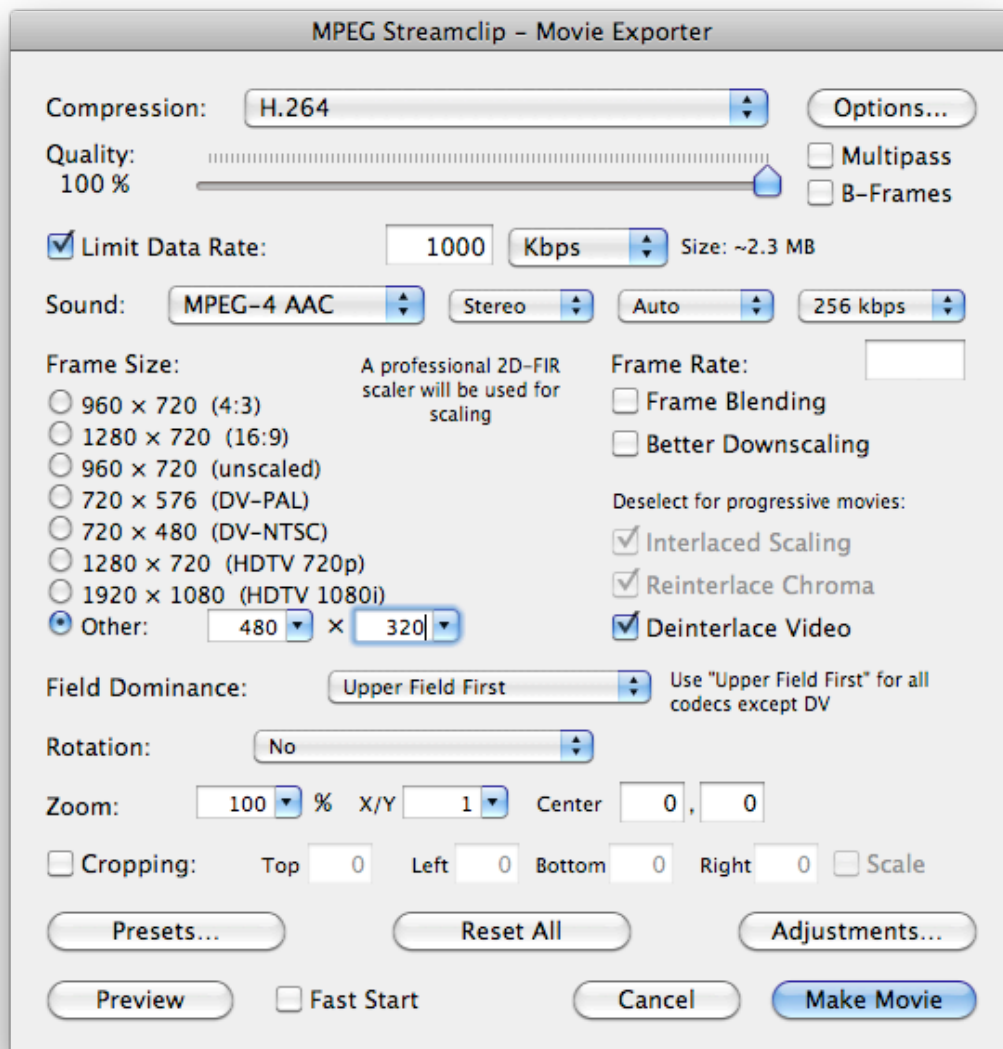 MPEG Streamclip – Movie Exporter
Compression: H.264 Options...
Quality: Multipass
100 % B-Frames
Limit Data Rate: 1000 Kbps Size: ~2.3 MB
Sound: MPEG-4 AAC Stereo Auto 256 kbps
Frame Size:
A professional 2D-FIR
scaler will be used for
scaling
Frame Rate:
960 × 720 (4:3)
Frame Blending
1280 × 720 (16:9)
Better Downscaling
960 × 720 (unscaled)
720 × 576 (DV-PAL)
Deselect for progressive movies:
720 × 480 (DV-NTSC)
Interlaced Scaling
1280 × 720 (HDTV 720p)
Reinterlace Chroma
1920 × 1080 (HDTV 1080i)
Other: 480 × 320 Deinterlace Video
Field Dominance: Upper Field First
Use "Upper Field First" for all
codecs except DV
Rotation: No
Zoom: 100 % X/Y 1 Center 0 , 0
Cropping: Top 0 Left 0 Bottom 0 Right 0 Scale
Presets... Reset All Adjustments...
Preview Fast Start Cancel Make Movie